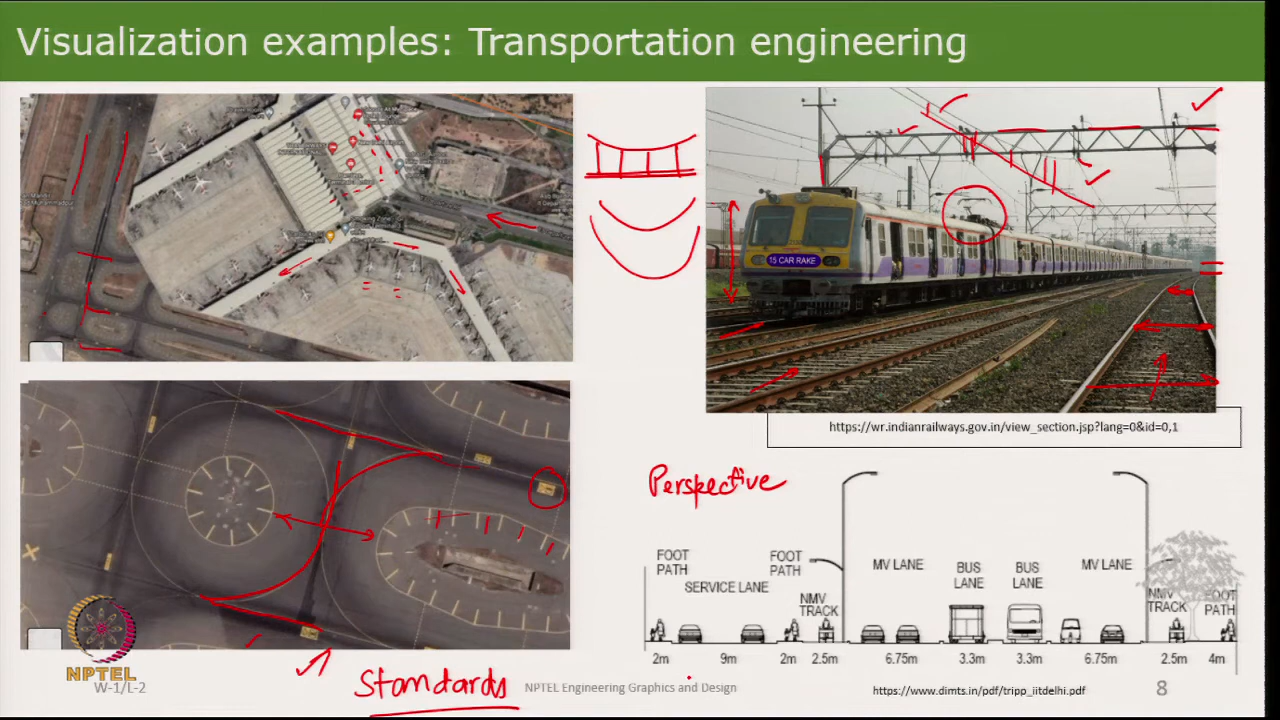 Visualization examples: Transportation engineering
15 CAR RAKE
https://wr.indianrailways.gov.in/view_section.jsp?lang=0&id=0,1
Perspective
FOOT PATH
SERVICE LANE
FOOT PATH
NMV TRACK
MV LANE
BUS LANE
BUS LANE
MV LANE
NMV TRACK
FOOT PATH
2m 9m 2m 2.5m 6.75m 3.3m 3.3m 6.75m 2.5m 4m
NPTEL
W-1/L-2
Standards
NPTEL Engineering Graphics and Design
https://www.dimts.in/pdf/tripp_iitdelhi.pdf
8